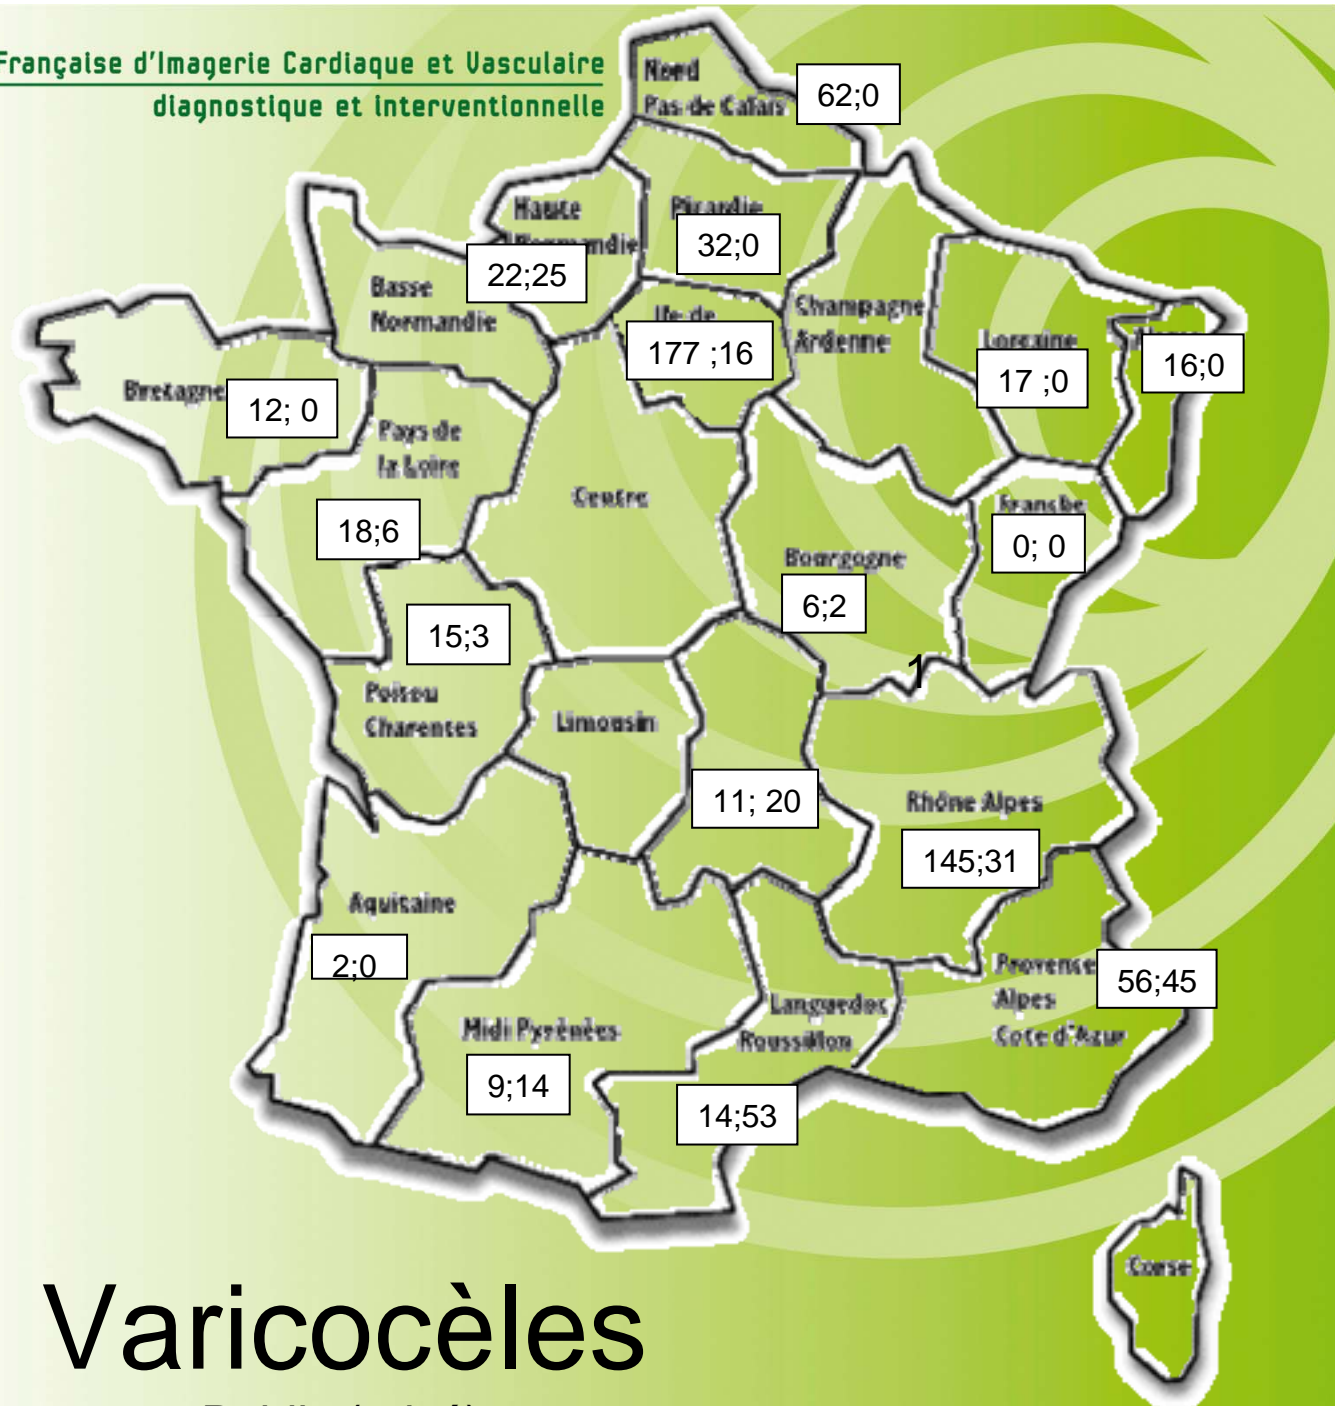 Française d'Imagerie Cardiaque et Vasculaire
diagnostique et interventionnelle
Nord
Pas de Calais
62;0
Haute
Picardie
32;0
22;25
Basse
Normandie
Ile de
177 ;16
Champagne
Ardenne
Lorraine
17 ;0
16;0
Bretagne
12; 0
Pays de
la Loire
18;6
Centre
Franche
0; 0
Bourgogne
6;2
15;3
1
Poitou
Charentes
Limousin
11; 20
Rhône Alpes
145;31
Aquitaine
2;0
Provence
Alpes
Cote d'Azur
56;45
Languedoc
Roussillon
14;53
Midi Pyrénées
9;14
Corse
Varicocèles